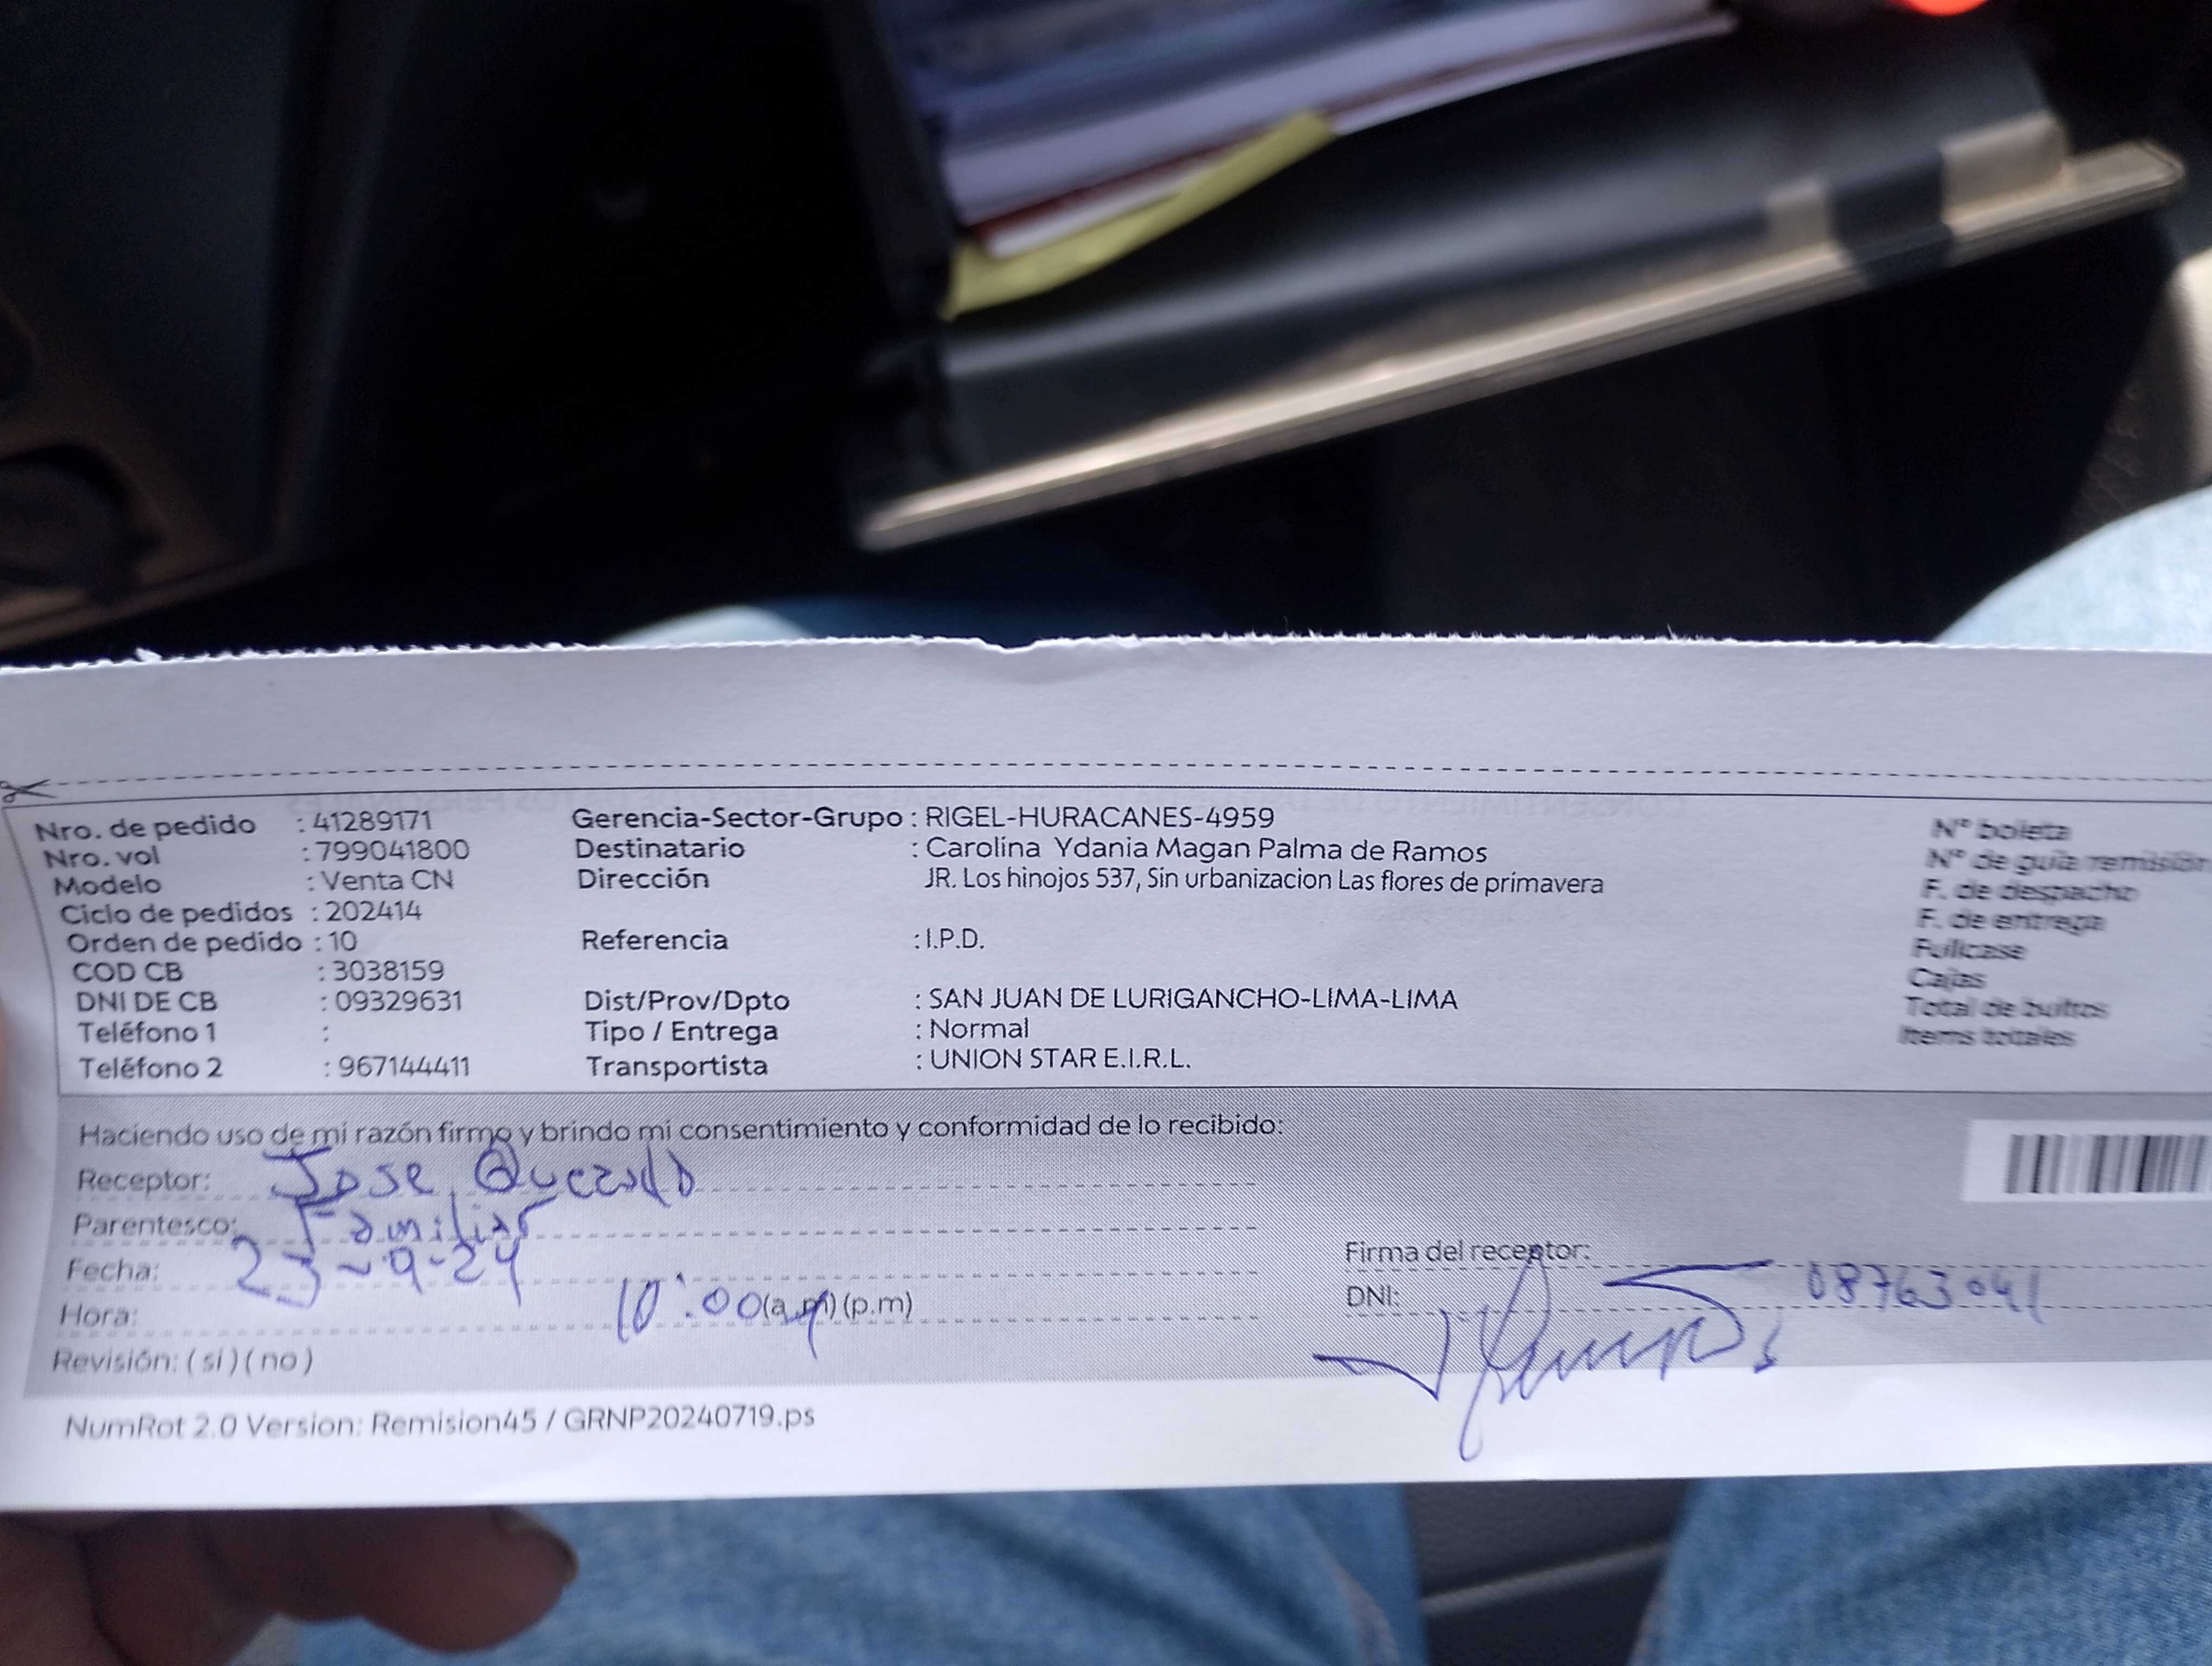 Nro. de pedido : 41289171
Nro. vol : 799041800
Modelo : Venta CN
Ciclo de pedidos : 202414
Orden de pedido : 10
COD CB : 3038159
DNI DE CB : 09329631
Teléfono 1 :
Teléfono 2 : 967144411
Gerencia-Sector-Grupo : RIGEL-HURACANES-4959
Destinatario : Carolina Ydania Magan Palma de Ramos
Dirección JR. Los hinojos 537, Sin urbanizacion Las flores de primavera
Referencia : I.P.D.
Dist/Prov/Dpto : SAN JUAN DE LURIGANCHO-LIMA-LIMA
Tipo / Entrega : Normal
Transportista : UNION STAR E.I.R.L.
N° boleta
N° de guía remisión
F. de despacho
F. de entrega
Fullcase
Cajas
Total de bultos
Items totales
Haciendo uso de mi razón firmo y brindo mi consentimiento y conformidad de lo recibido:
Receptor: Jose
Parentesco: Familiar
Fecha: 23-9-24
Hora: 10:00 (a.m) (p.m)
Revisión: ( si ) ( no )
Firma del receptor:
DNI: 08763041
NumRot 2.0 Version: Remision45 / GRNP20240719.ps